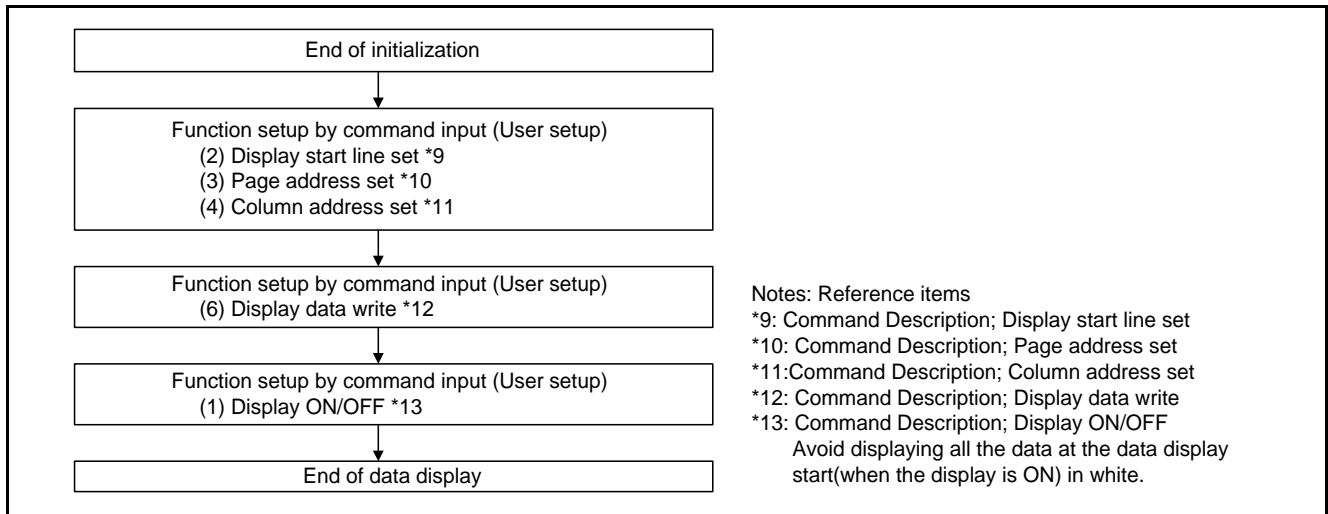 End of initialization
Function setup by command input (User setup)
(2) Display start line set *9
(3) Page address set *10
(4) Column address set *11
Function setup by command input (User setup)
(6) Display data write *12
Function setup by command input (User setup)
(1) Display ON/OFF *13
End of data display
Notes: Reference items
*9: Command Description; Display start line set
*10: Command Description; Page address set
*11:Command Description; Column address set
*12: Command Description; Display data write
*13: Command Description; Display ON/OFF
Avoid displaying all the data at the data display
start(when the display is ON) in white.